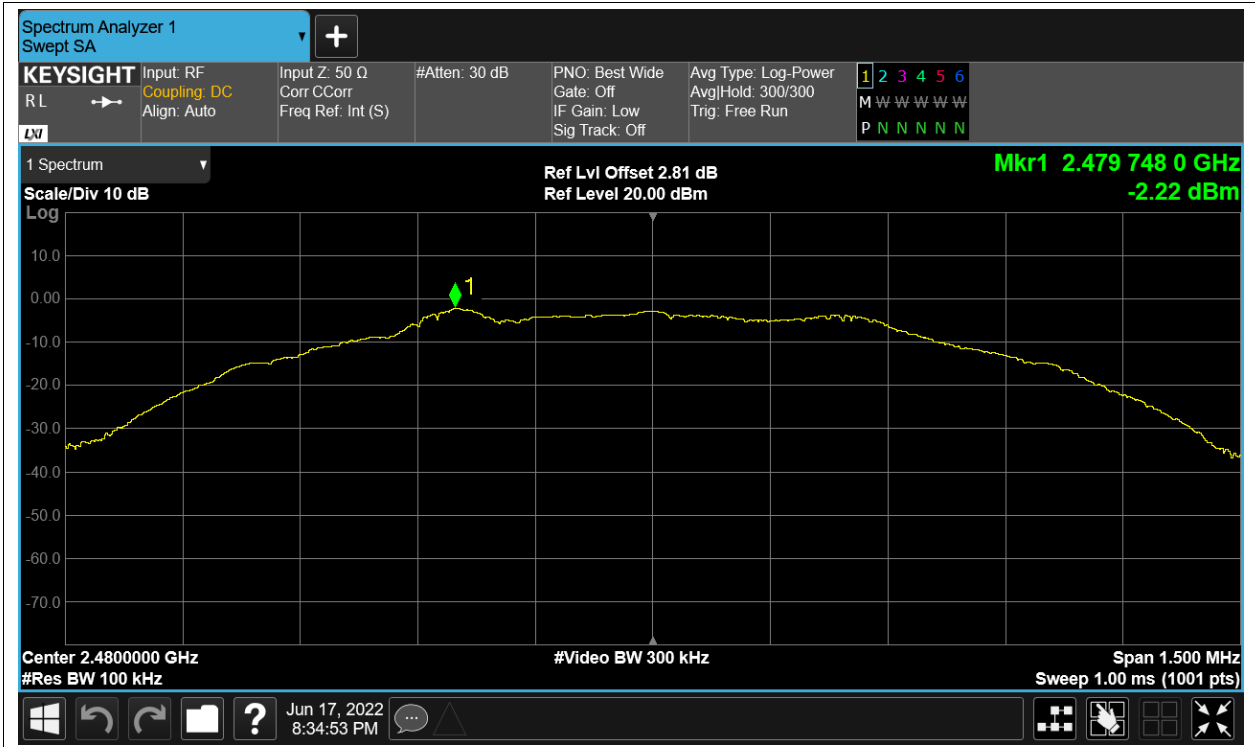 Spectrum Analyzer 1
Swept SA
+
KEYSIGHT Input: RF Input Z: 50 Ω #Atten: 30 dB PNO: Best Wide Avg Type: Log-Power 1 2 3 4 5 6
R L Coupling: DC Corr CCorr Gate: Off Avg|Hold: 300/300 M W W W W W
Align: Auto Freq Ref: Int (S) IF Gain: Low Trig: Free Run
LXI Sig Track: Off P N N N N N
1 Spectrum Ref Lvl Offset 2.81 dB Mkr1 2.479 748 0 GHz
Scale/Div 10 dB Ref Level 20.00 dBm -2.22 dBm
Log
10.0
1
0.00
-10.0
-20.0
-30.0
-40.0
-50.0
-60.0
-70.0
Center 2.4800000 GHz #Video BW 300 kHz Span 1.500 MHz
#Res BW 100 kHz Sweep 1.00 ms (1001 pts)
? Jun 17, 2022
8:34:53 PM